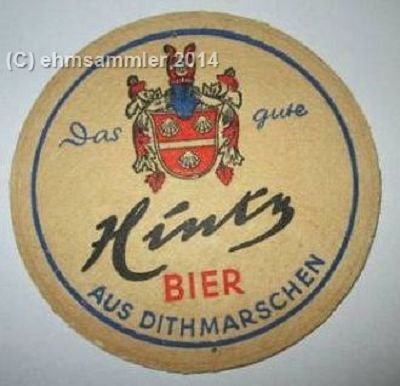 (C) ehmsammler 2014
Das gute
Hintz
BIER
AUS DITHMARSCHEN